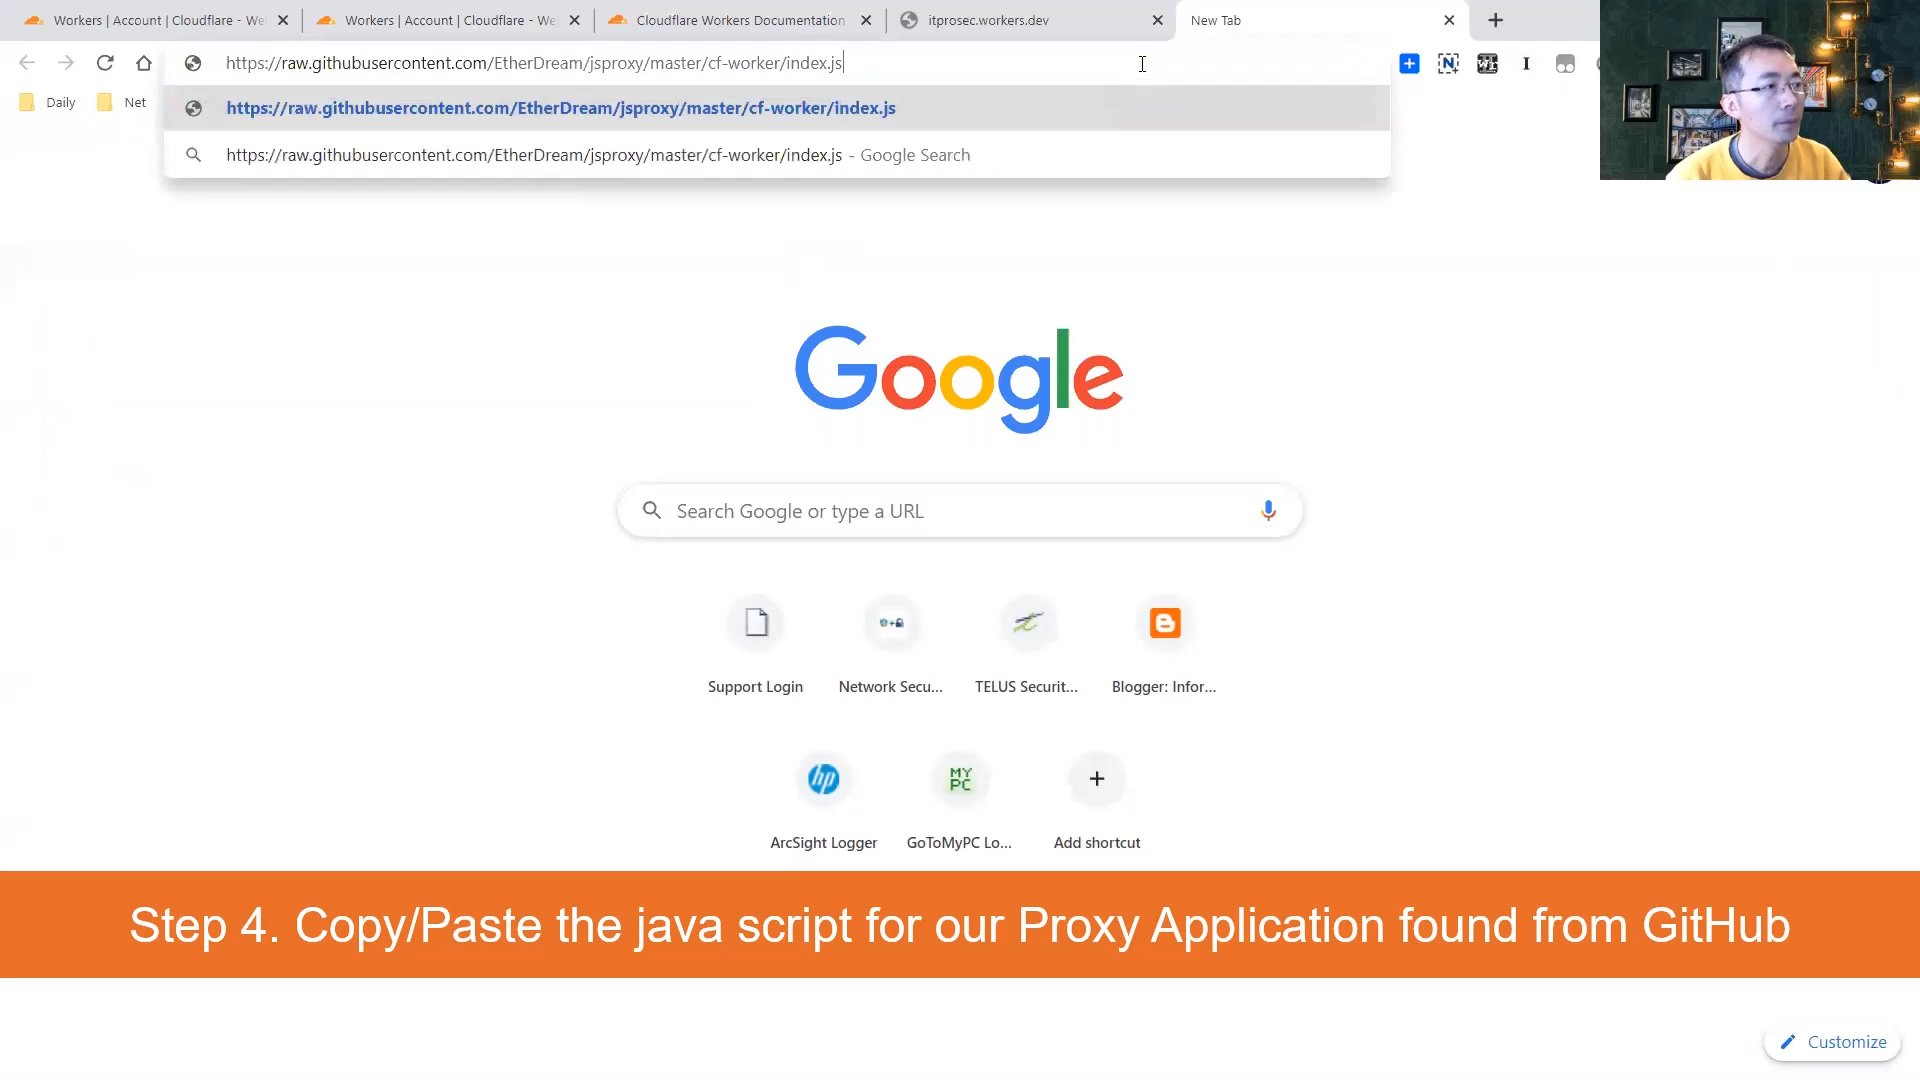 Workers | Account | Cloudflare - We
Workers | Account | Cloudflare - We
Cloudflare Workers Documentation
itprosec.workers.dev
New Tab
https://raw.githubusercontent.com/EtherDream/jsproxy/master/cf-worker/index.js
Daily
Net
https://raw.githubusercontent.com/EtherDream/jsproxy/master/cf-worker/index.js
https://raw.githubusercontent.com/EtherDream/jsproxy/master/cf-worker/index.js - Google Search
Google
Search Google or type a URL
Support Login
Network Secu...
TELUS Securit...
Blogger: Infor...
hp
MY
PC
ArcSight Logger
GoToMyPC Lo...
Add shortcut
Step 4. Copy/Paste the java script for our Proxy Application found from GitHub
Customize